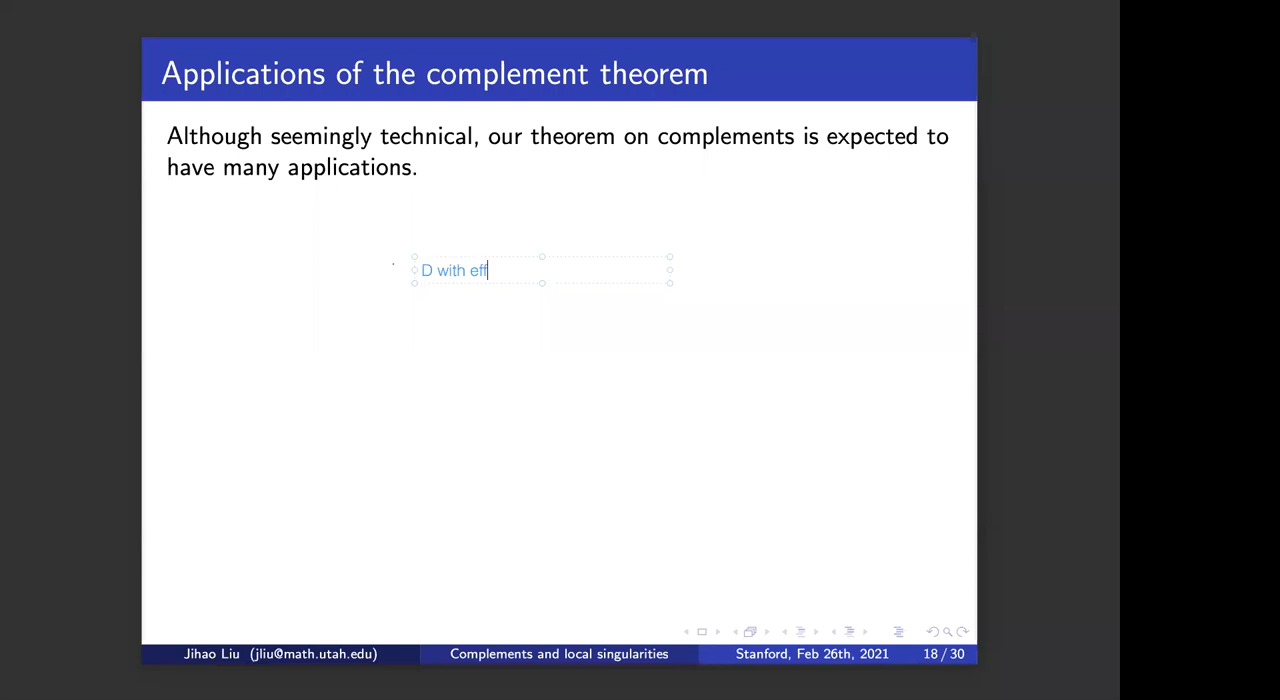 Applications of the complement theorem
Although seemingly technical, our theorem on complements is expected to
have many applications.
D with eff
Jihao Liu (jliu@math.utah.edu)
Complements and local singularities
Stanford, Feb 26th, 2021
18 / 30